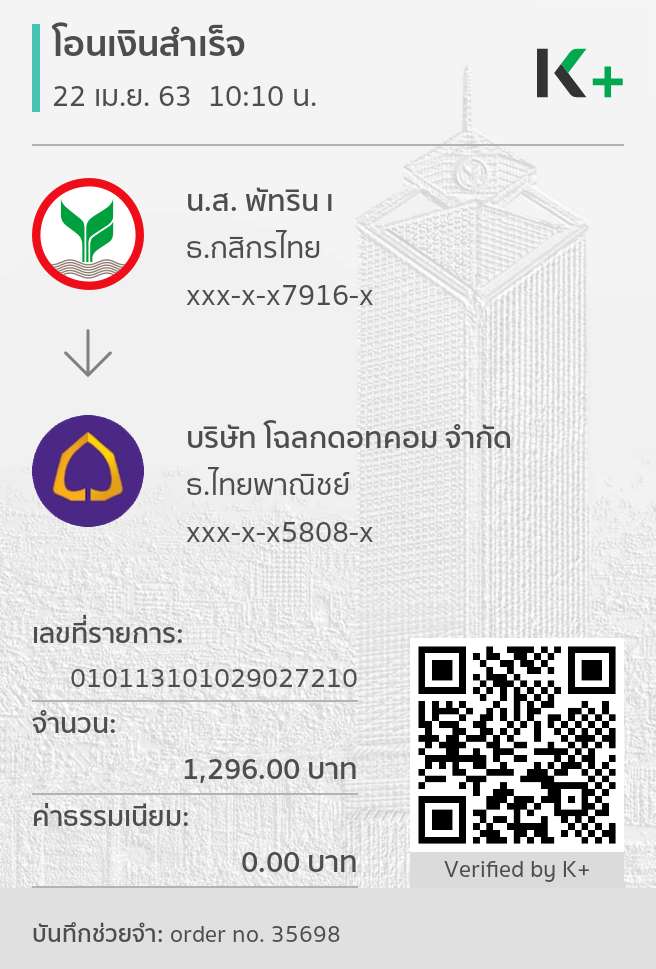 โอนเงินสำเร็จ
22 เม.ย. 63 10:10 น.
K+
น.ส. พัทริน เ
ธ.กสิกรไทย
xxx-x-x7916-x
บริษัท โฉลกดอทคอม จำกัด
ธ.ไทยพาณิชย์
xxx-x-x5808-x
เลขที่รายการ:
010113101029027210
จำนวน:
1,296.00 บาท
ค่าธรรมเนียม:
0.00 บาท
Verified by K+
บันทึกช่วยจำ: order no. 35698